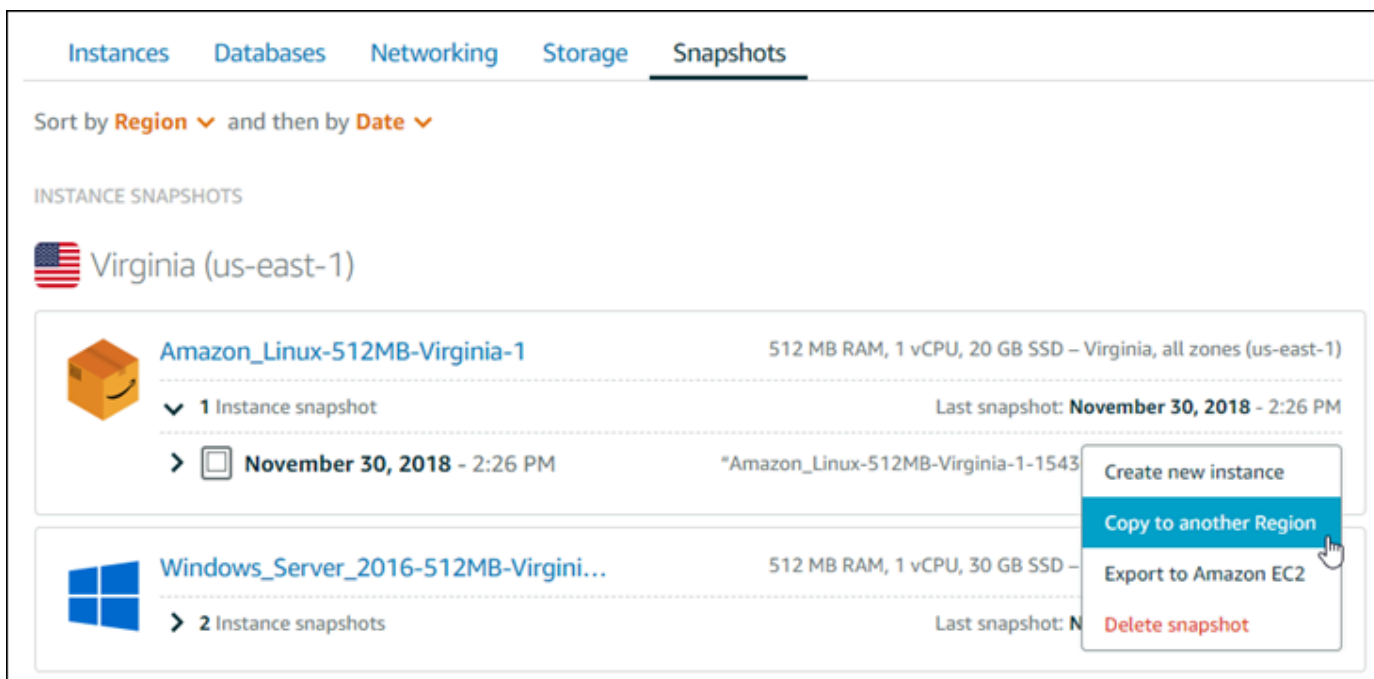 Instances Databases Networking Storage Snapshots
Sort by Region and then by Date
INSTANCE SNAPSHOTS
Virginia (us-east-1)
Amazon_Linux-512MB-Virginia-1 512 MB RAM, 1 vCPU, 20 GB SSD – Virginia, all zones (us-east-1)
1 Instance snapshot Last snapshot: November 30, 2018 - 2:26 PM
November 30, 2018 - 2:26 PM "Amazon_Linux-512MB-Virginia-1-1543
Create new instance
Copy to another Region
Export to Amazon EC2
Delete snapshot
Windows_Server_2016-512MB-Virgini... 512 MB RAM, 1 vCPU, 30 GB SSD –
2 Instance snapshots Last snapshot: N